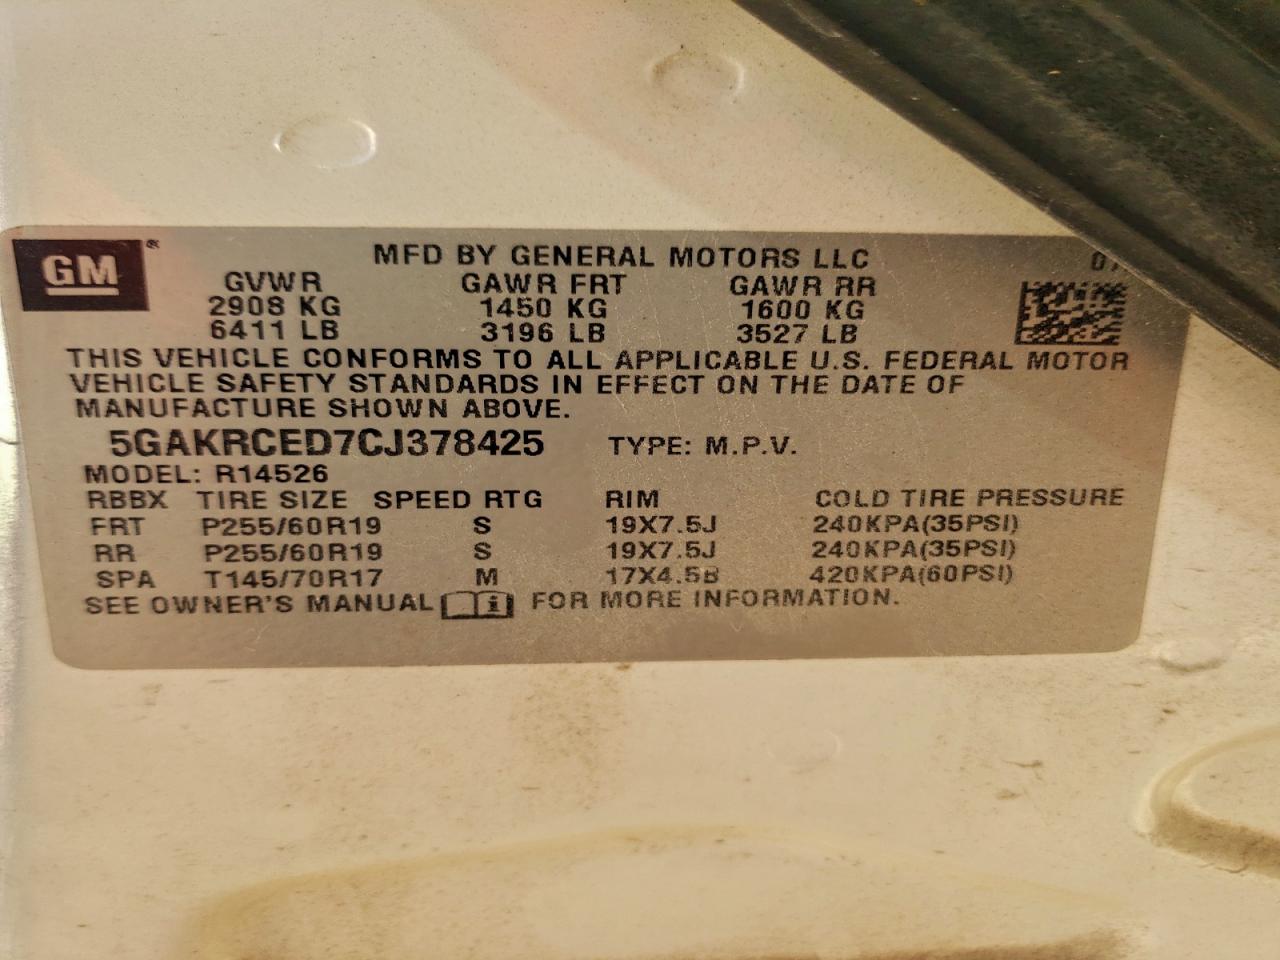 GM ®
MFD BY GENERAL MOTORS LLC
GVWR GAWR FRT GAWR RR
2908 KG 1450 KG 1600 KG
6411 LB 3196 LB 3527 LB
THIS VEHICLE CONFORMS TO ALL APPLICABLE U.S. FEDERAL MOTOR
VEHICLE SAFETY STANDARDS IN EFFECT ON THE DATE OF
MANUFACTURE SHOWN ABOVE.
5GAKRCED7CJ378425 TYPE: M.P.V.
MODEL: R14526
RBBX TIRE SIZE SPEED RTG RIM COLD TIRE PRESSURE
FRT P255/60R19 S 19X7.5J 240KPA(35PSI)
RR P255/60R19 S 19X7.5J 240KPA(35PSI)
SPA T145/70R17 M 17X4.5B 420KPA(60PSI)
SEE OWNER'S MANUAL FOR MORE INFORMATION.